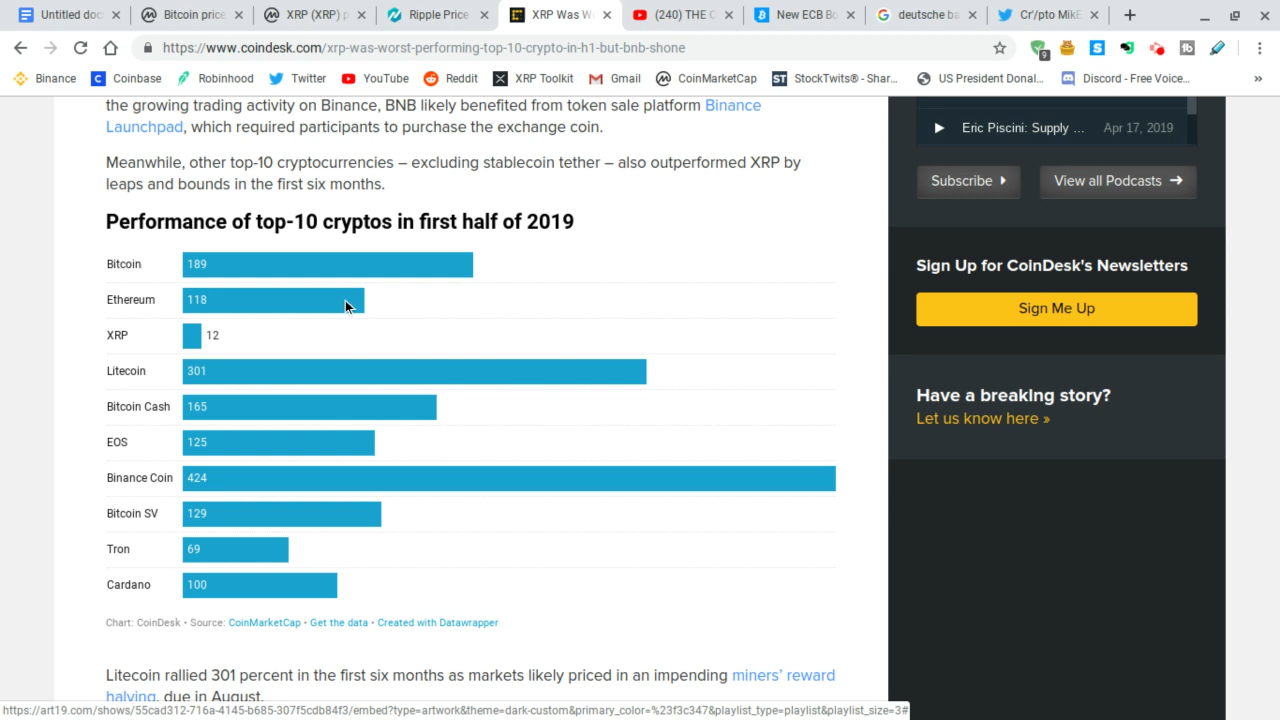 Untitled doc
Bitcoin price
XRP (XRP) p
Ripple Price
XRP Was Wo
(240) THE C
New ECB Bo
deutsche ba
Cr/pto Mike
https://www.coindesk.com/xrp-was-worst-performing-top-10-crypto-in-h1-but-bnb-shone
9
Binance
Coinbase
Robinhood
Twitter
YouTube
Reddit
XRP Toolkit
Gmail
CoinMarketCap
ST
StockTwits® - Shar...
US President Donal...
Discord - Free Voice...
»
the growing trading activity on Binance, BNB likely benefited from token sale platform Binance
Launchpad, which required participants to purchase the exchange coin.
Meanwhile, other top-10 cryptocurrencies – excluding stablecoin tether – also outperformed XRP by
leaps and bounds in the first six months.
Performance of top-10 cryptos in first half of 2019
Bitcoin 189
Ethereum 118
XRP 12
Litecoin 301
Bitcoin Cash 165
EOS 125
Binance Coin 424
Bitcoin SV 129
Tron 69
Cardano 100
Chart: CoinDesk • Source: CoinMarketCap • Get the data • Created with Datawrapper
Litecoin rallied 301 percent in the first six months as markets likely priced in an impending miners' reward
halving, due in August.
Eric Piscini: Supply ... Apr 17, 2019
Subscribe
View all Podcasts
Sign Up for CoinDesk's Newsletters
Sign Me Up
Have a breaking story?
Let us know here »
https://art19.com/shows/55cad312-716a-4145-b685-307f5cdb84f3/embed?type=artwork&theme=dark-custom&primary_color=%23f3c347&playlist_type=playlist&playlist_size=3#